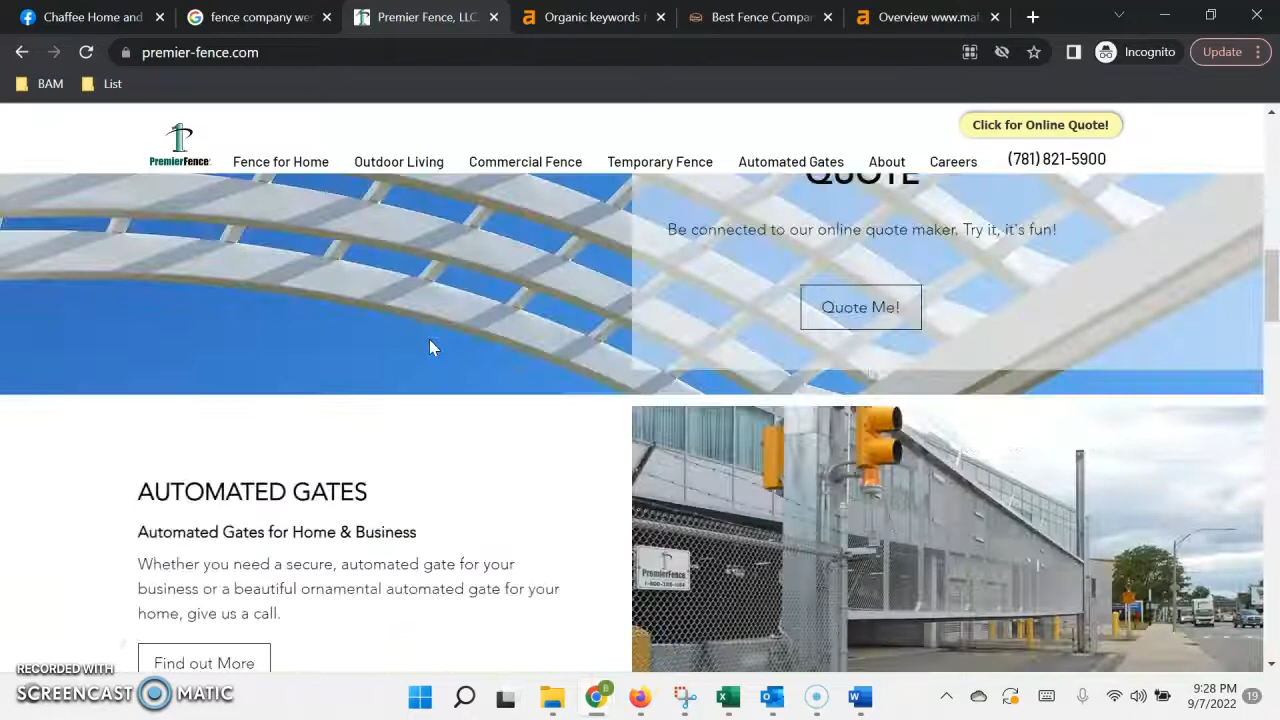 Chaffee Home and
fence company wes
Premier Fence, LLC.
Organic keywords
Best Fence Compar
Overview www.mal
premier-fence.com
Incognito
Update
BAM
List
Click for Online Quote!
PremierFence
Fence for Home
Outdoor Living
Commercial Fence
Temporary Fence
Automated Gates
About
Careers
(781) 821-5900
QUOTE
Be connected to our online quote maker. Try it, it's fun!
Quote Me!
AUTOMATED GATES
Automated Gates for Home & Business
Whether you need a secure, automated gate for your
business or a beautiful ornamental automated gate for your
home, give us a call.
Find out More
PremierFence
RECORDED WITH
SCREENCAST MATIC
9:28 PM
9/7/2022
19